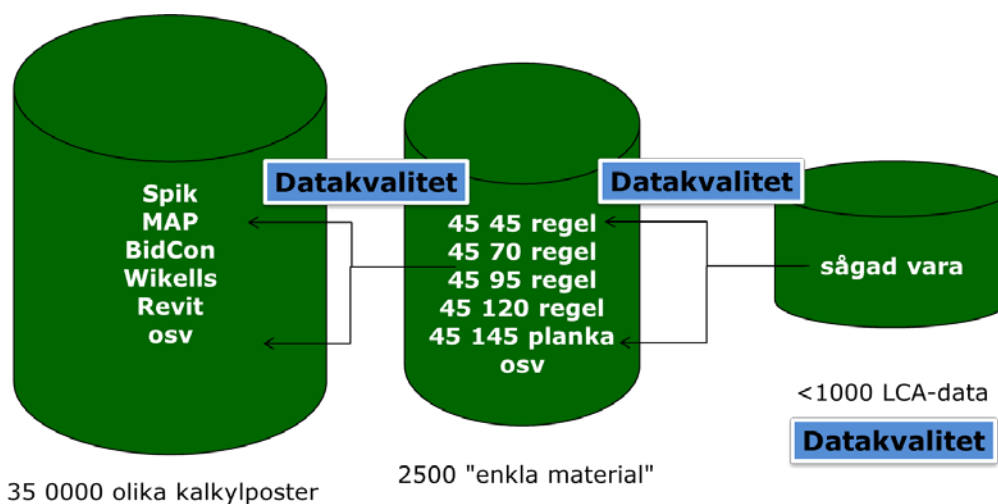 Spik
MAP
BidCon
Wikells
Revit
osv
35 0000 olika kalkylposter
Datakvalitet
45 45 regel
45 70 regel
45 95 regel
45 120 regel
45 145 planka
osv
2500 "enkla material"
Datakvalitet
sågad vara
<1000 LCA-data
Datakvalitet